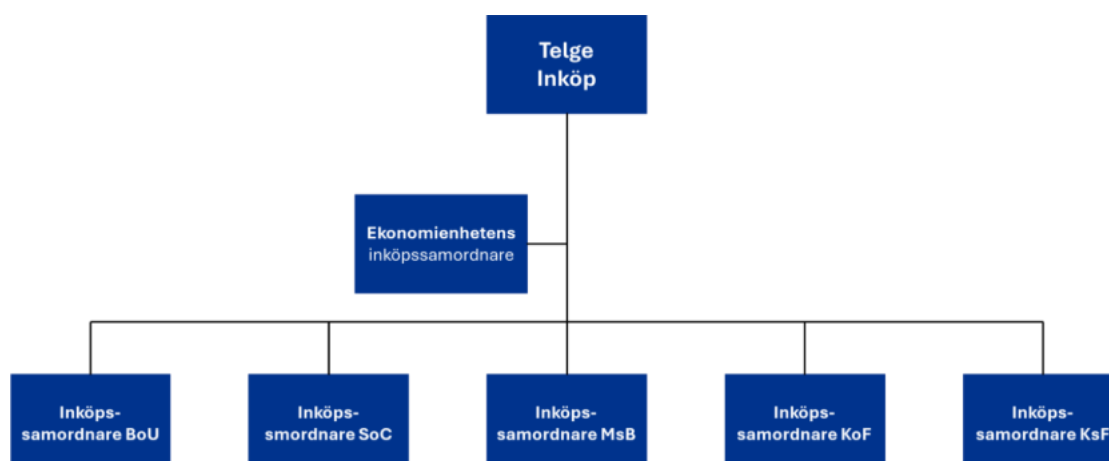 Telge
Inköp
Ekonomienhetens
inköpssamordnare
Inköps-
samordnare BoU
Inköps-
smordnare SoC
Inköps-
samordnare MsB
Inköps-
samordnare KoF
Inköps-
samordnare KsF